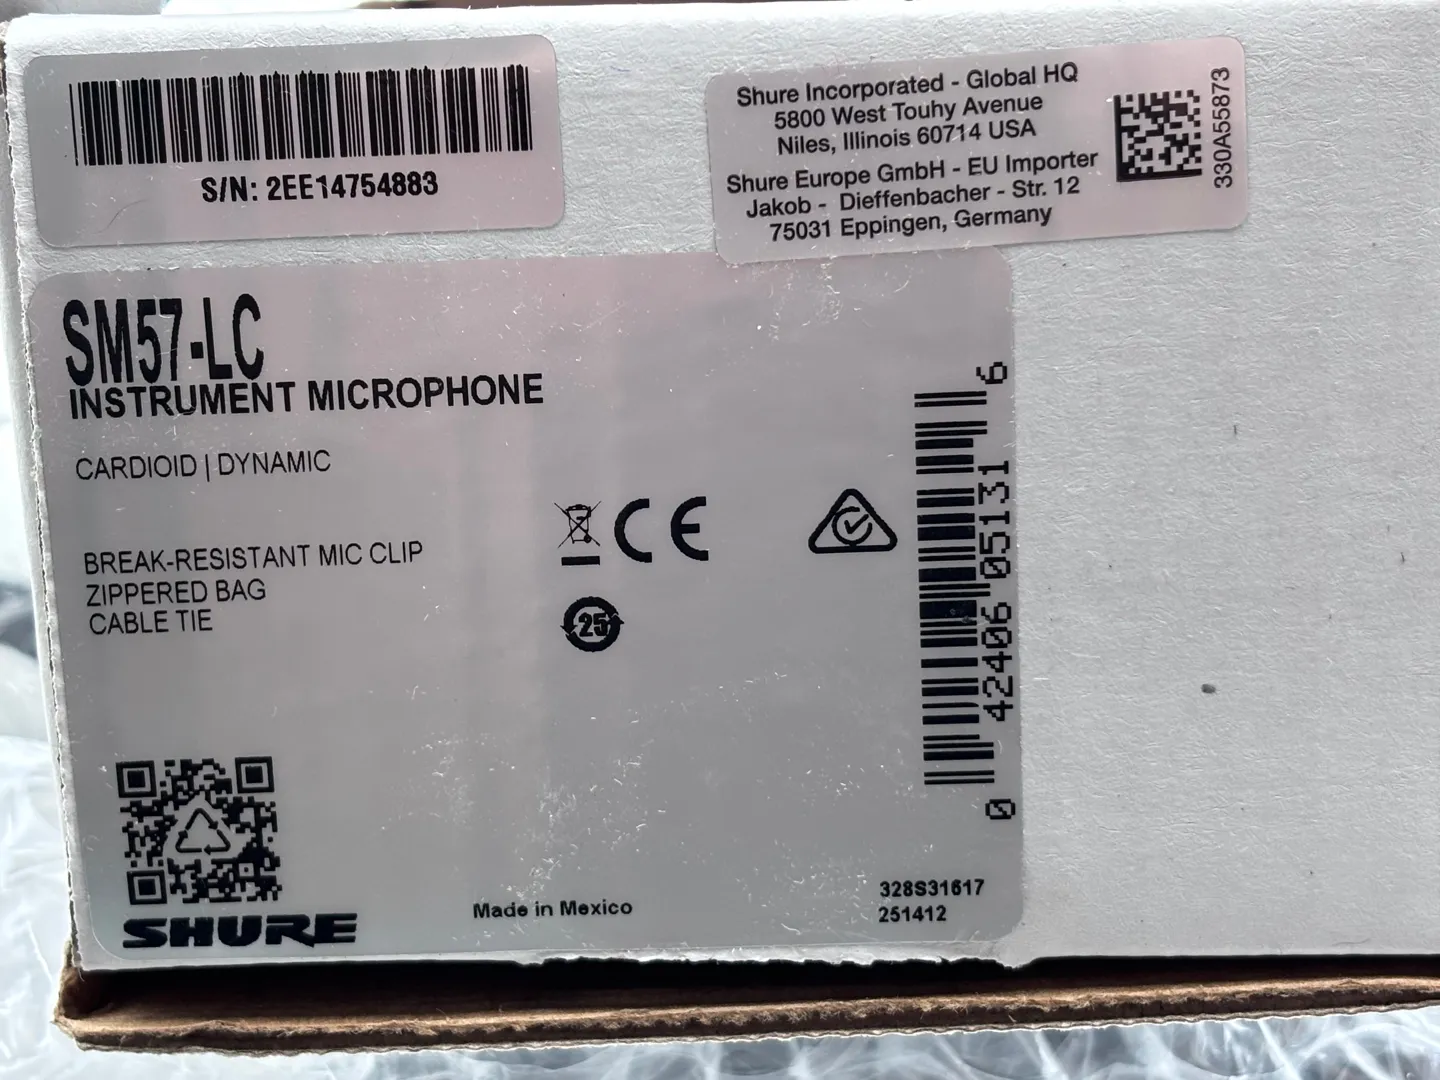 S/N: 2EE14754883
Shure Incorporated - Global HQ
5800 West Touhy Avenue
Niles, Illinois 60714 USA
Shure Europe GmbH - EU Importer
Jakob - Dieffenbacher - Str. 12
75031 Eppingen, Germany
330A55873
SM57-LC
INSTRUMENT MICROPHONE
CARDIOID | DYNAMIC
BREAK-RESISTANT MIC CLIP
ZIPPERED BAG
CABLE TIE
CE
25
0 42406 05131 6
SHURE
Made in Mexico
328S31617
251412